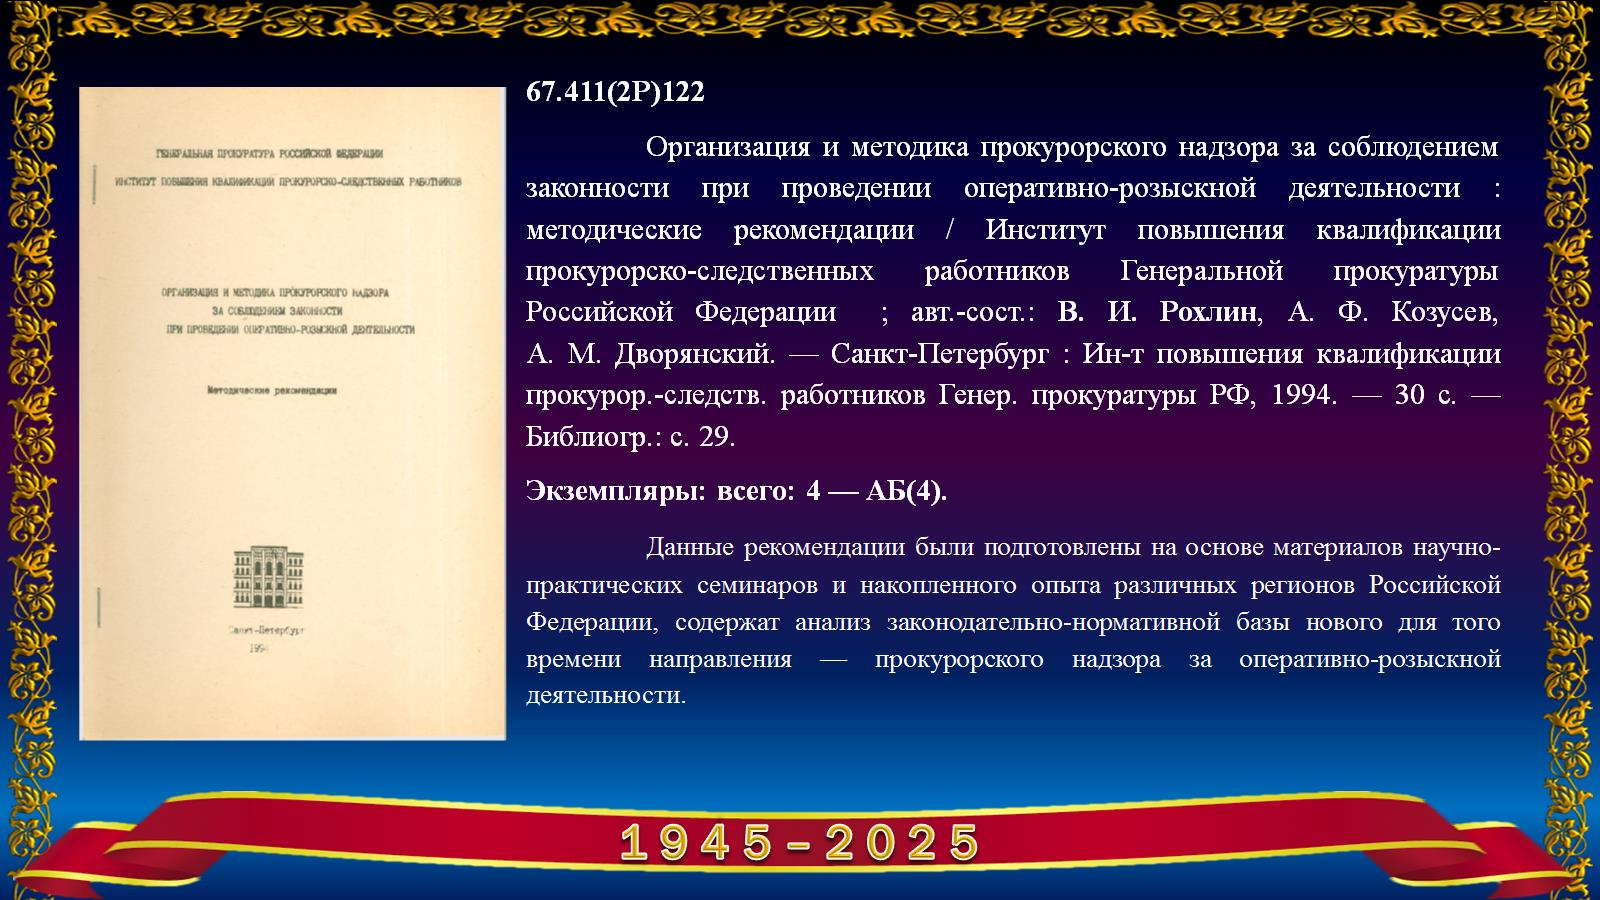 ГЕНЕРАЛЬНАЯ ПРОКУРАТУРА РОССИЙСКОЙ ФЕДЕРАЦИИ
ИНСТИТУТ ПОВЫШЕНИЯ КВАЛИФИКАЦИИ ПРОКУРОРСКО-СЛЕДСТВЕННЫХ РАБОТНИКОВ
ОРГАНИЗАЦИЯ И МЕТОДИКА ПРОКУРОРСКОГО НАДЗОРА
ЗА СОБЛЮДЕНИЕМ ЗАКОННОСТИ
ПРИ ПРОВЕДЕНИИ ОПЕРАТИВНО-РОЗЫСКНОЙ ДЕЯТЕЛЬНОСТИ
Методические рекомендации
Санкт-Петербург
1994
67.411(2Р)122
Организация и методика прокурорского надзора за соблюдением
законности при проведении оперативно-розыскной деятельности :
методические рекомендации / Институт повышения квалификации
прокурорско-следственных работников Генеральной прокуратуры
Российской Федерации ; авт.-сост.: В. И. Рохлин, А. Ф. Козусев,
А. М. Дворянский. — Санкт-Петербург : Ин-т повышения квалификации
прокурор.-следств. работников Генер. прокуратуры РФ, 1994. — 30 с. —
Библиогр.: с. 29.
Экземпляры: всего: 4 — АБ(4).
Данные рекомендации были подготовлены на основе материалов научно-
практических семинаров и накопленного опыта различных регионов Российской
Федерации, содержат анализ законодательно-нормативной базы нового для того
времени направления — прокурорского надзора за оперативно-розыскной
деятельности.
1945–2025